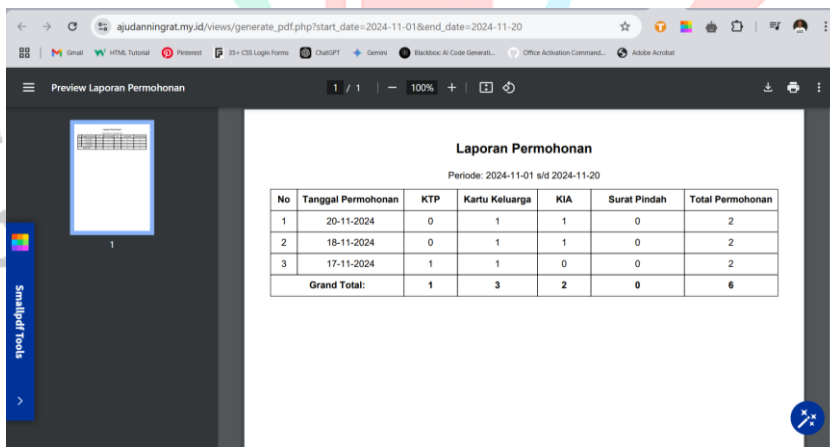 ajudanningrat.my.id/views/generate_pdf.php?start_date=2024-11-01&end_date=2024-11-20
Gmail HTML Tutorial Pinterest 35+ CSS Login Forms ChatGPT Gemini Blackbox: AI Code Generati... Office Activation Command... Adobe Acrobat
Preview Laporan Permohonan 1 / 1 100%
1
Smallpdf Tools
Laporan Permohonan
Periode: 2024-11-01 s/d 2024-11-20
No Tanggal Permohonan KTP Kartu Keluarga KIA Surat Pindah Total Permohonan
1 20-11-2024 0 1 1 0 2
2 18-11-2024 0 1 1 0 2
3 17-11-2024 1 1 0 0 2
Grand Total: 1 3 2 0 6